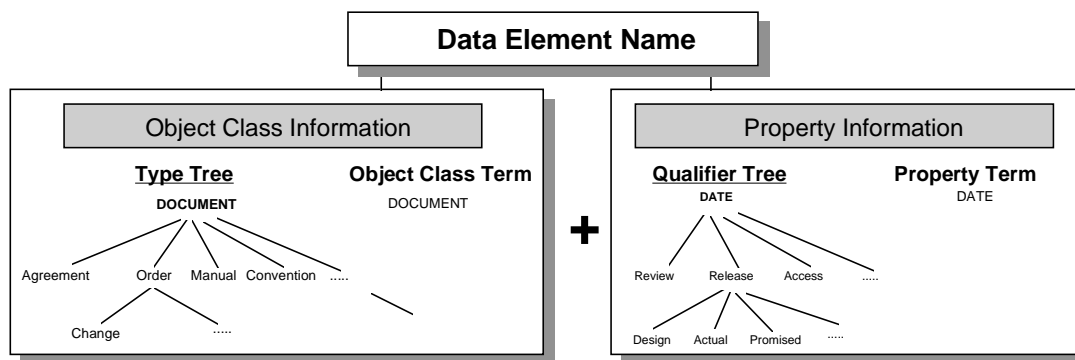 Data Element Name
Object Class Information
Type Tree Object Class Term
DOCUMENT DOCUMENT
Agreement Order Manual Convention .....
Change .....
+
Property Information
Qualifier Tree Property Term
DATE DATE
Review Release Access .....
Design Actual Promised .....